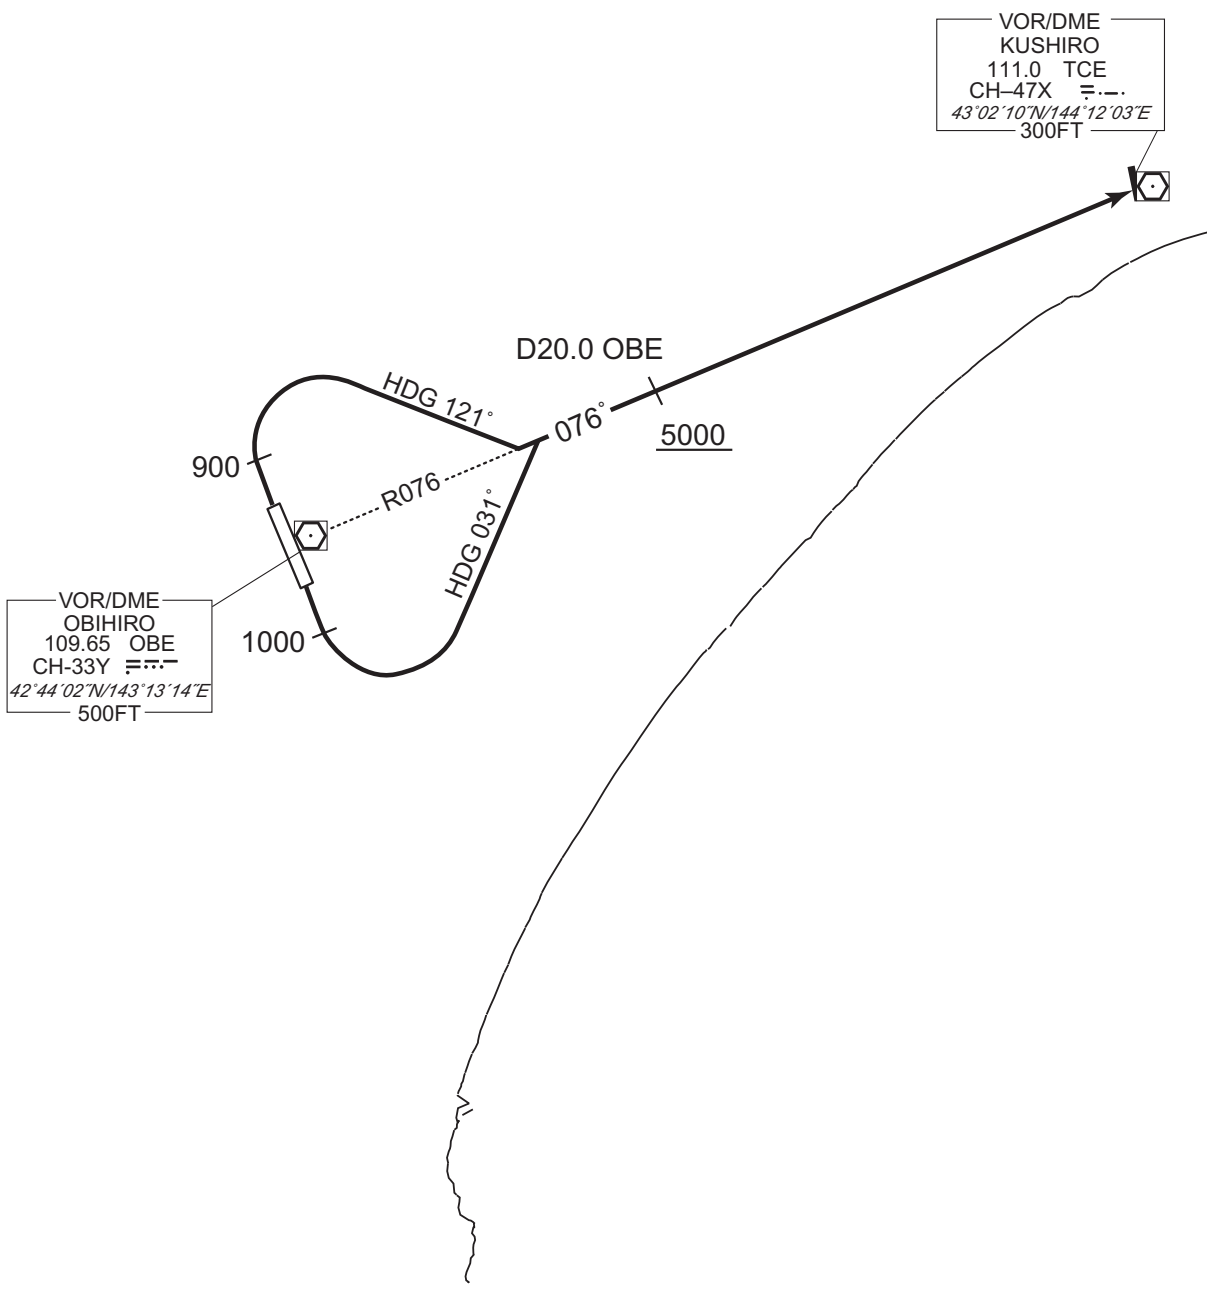 VOR/DME
KUSHIRO
111.0 TCE
CH–47X
43°02´10˝N/144°12´03˝E
300FT
D20.0 OBE
HDG 121°
076°
5000
900
R076
HDG 031°
VOR/DME
OBIHIRO
109.65 OBE
CH-33Y
42°44´02˝N/143°13´14˝E
500FT
1000